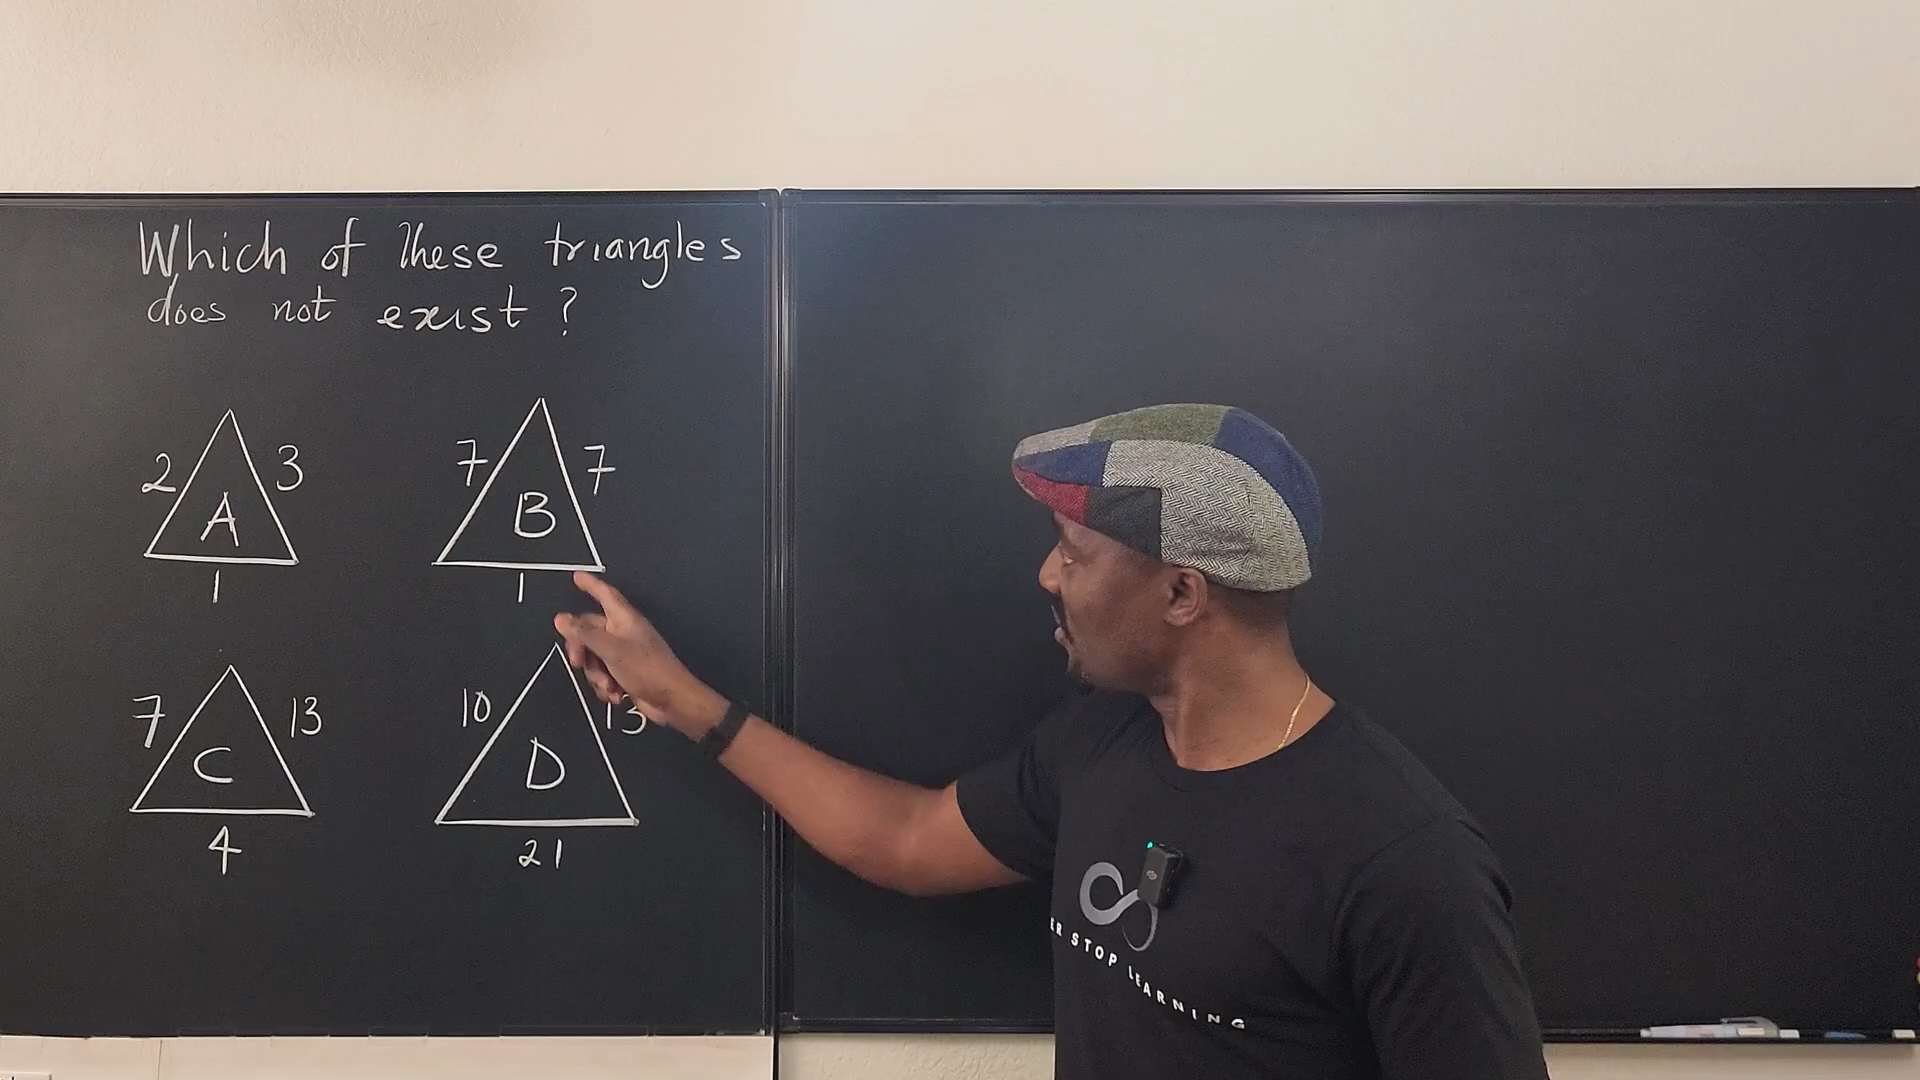 Which of these triangles
does not exist?
2 3
A
1
7 7
B
1
7 13
C
4
10 13
D
21
STOP LEARNING